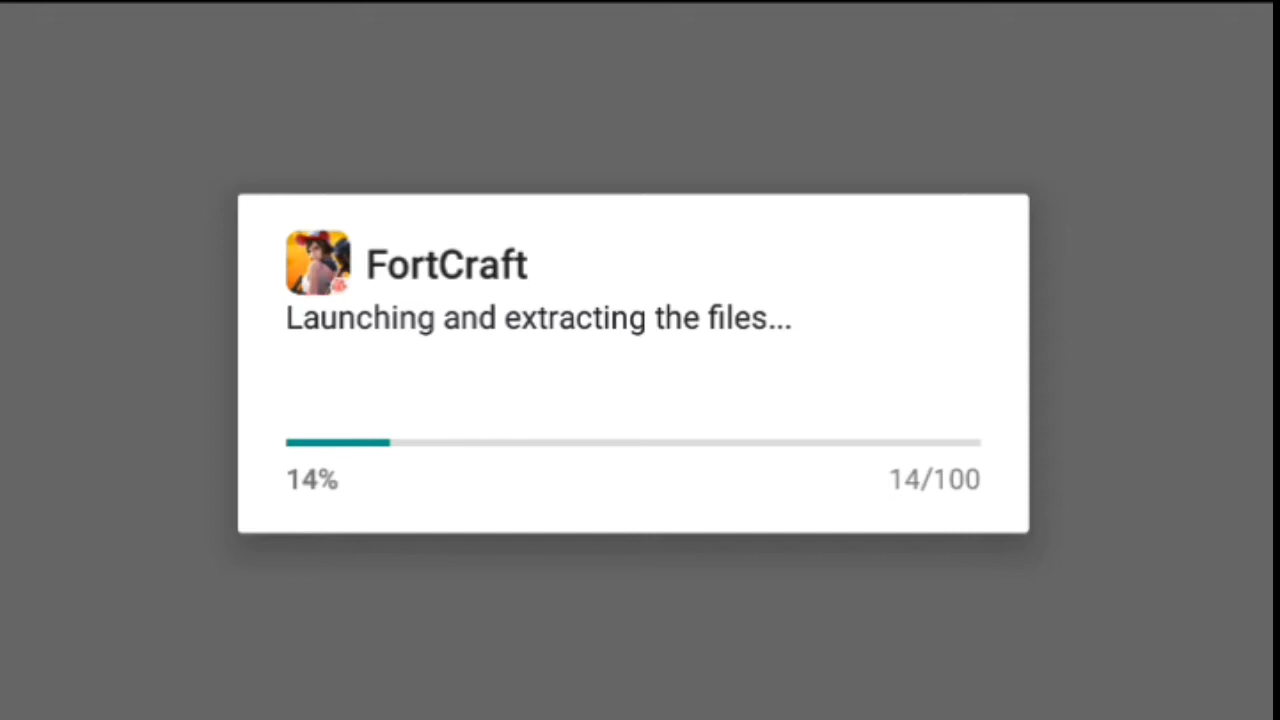 FortCraft
Launching and extracting the files...
14%
14/100